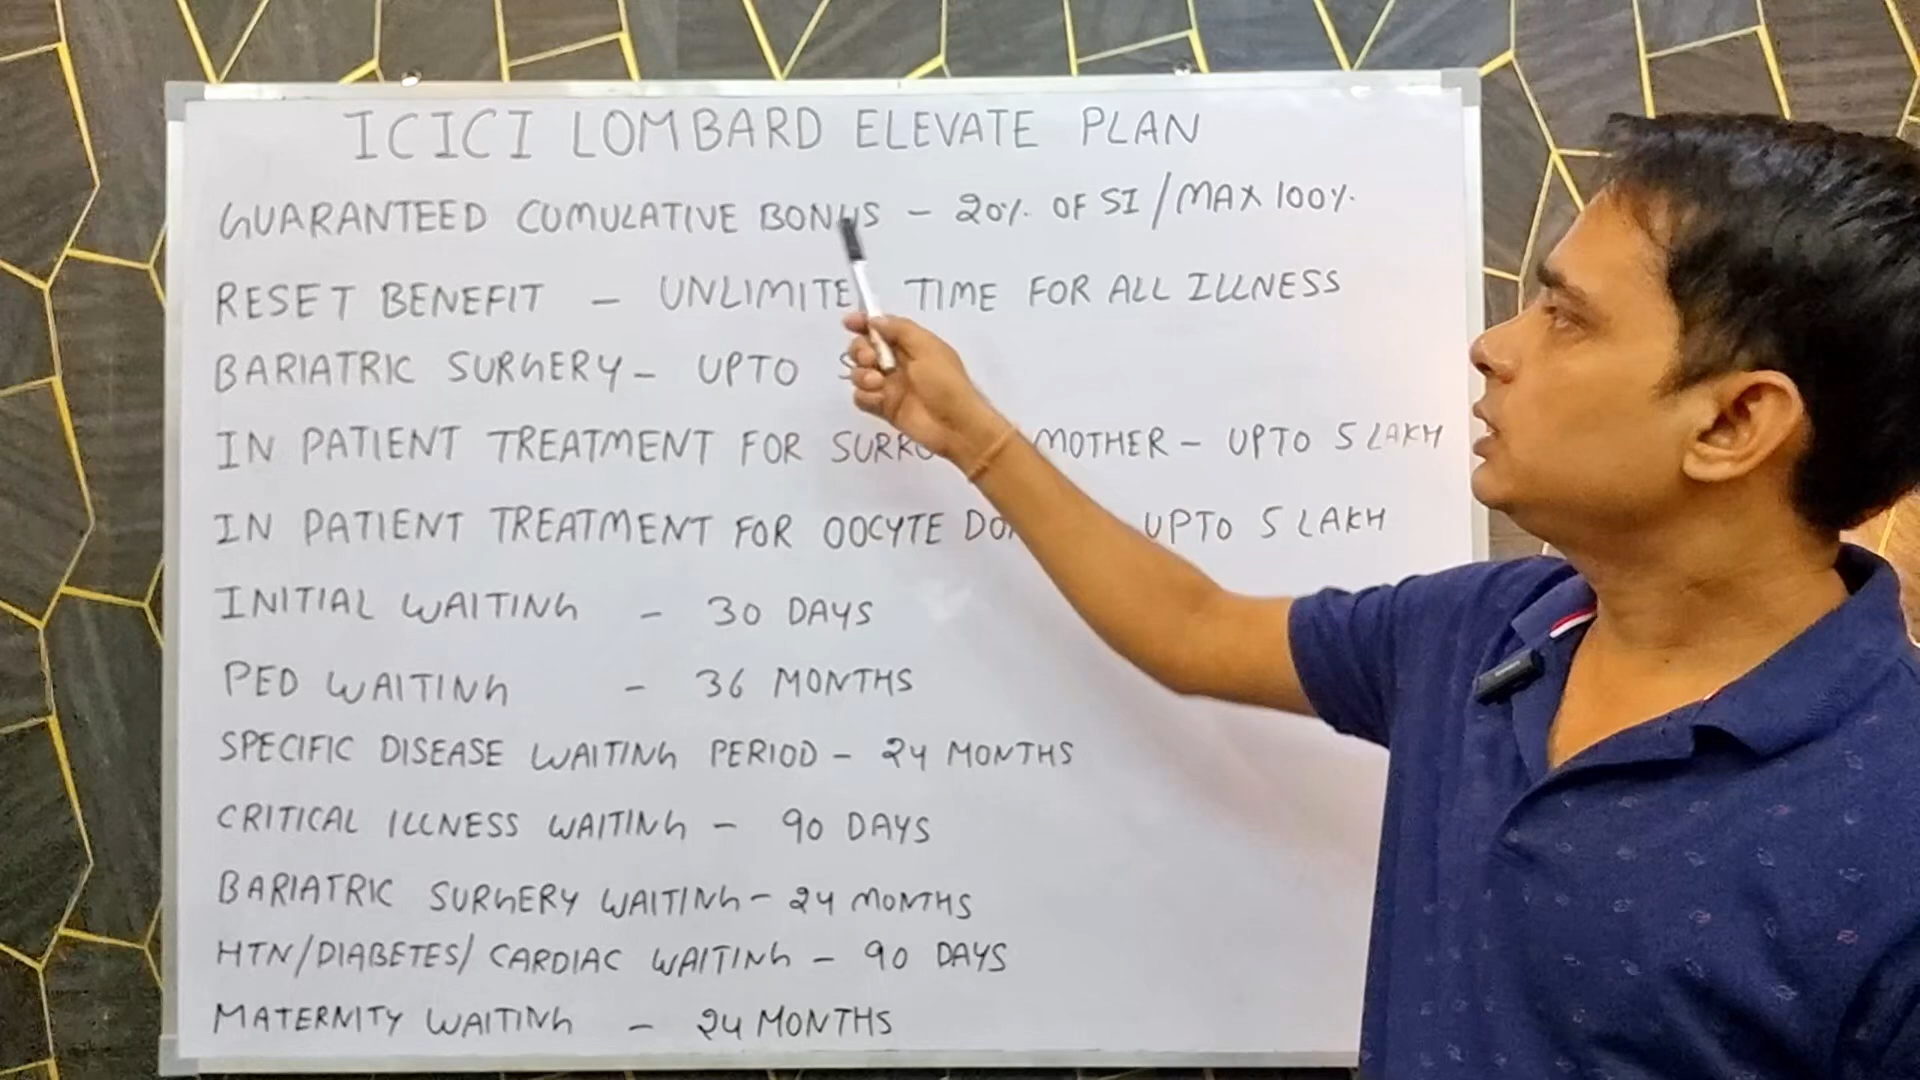 ICICI LOMBARD ELEVATE PLAN
GUARANTEED CUMULATIVE BONUS - 20% OF SI / MAX 100%
RESET BENEFIT - UNLIMITED TIME FOR ALL ILLNESS
BARIATRIC SURGERY - UPTO
IN PATIENT TREATMENT FOR MOTHER - UPTO 5 LAKH
IN PATIENT TREATMENT FOR OOCYTE UPTO 5 LAKH
INITIAL WAITING - 30 DAYS
PED WAITING - 36 MONTHS
SPECIFIC DISEASE WAITING PERIOD - 24 MONTHS
CRITICAL ILLNESS WAITING - 90 DAYS
BARIATRIC SURGERY WAITING - 24 MONTHS
HTN/DIABETES/ CARDIAC WAITING - 90 DAYS
MATERNITY WAITING - 24 MONTHS